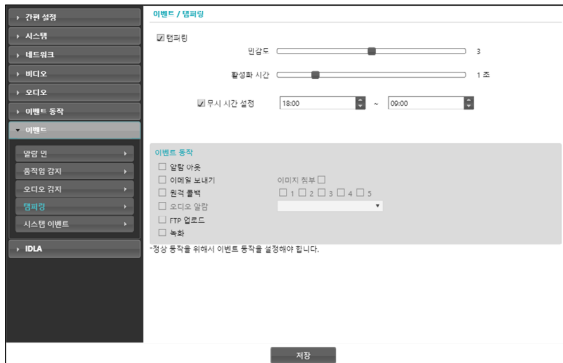 간편 설정
시스템
네트워크
비디오
오디오
이벤트 동작
이벤트
알람 인
움직임 감지
오디오 감지
탬퍼링
시스템 이벤트
IDLA
이벤트 / 탬퍼링
탬퍼링
민감도 3
활성화 시간 1 초
무시 시간 설정 18:00 ~ 09:00
이벤트 동작
알람 아웃
이메일 보내기 이미지 첨부
원격 콜백 1 2 3 4 5
오디오 알람
FTP 업로드
녹화
*정상 동작을 위해서 이벤트 동작을 설정해야 합니다.
저장